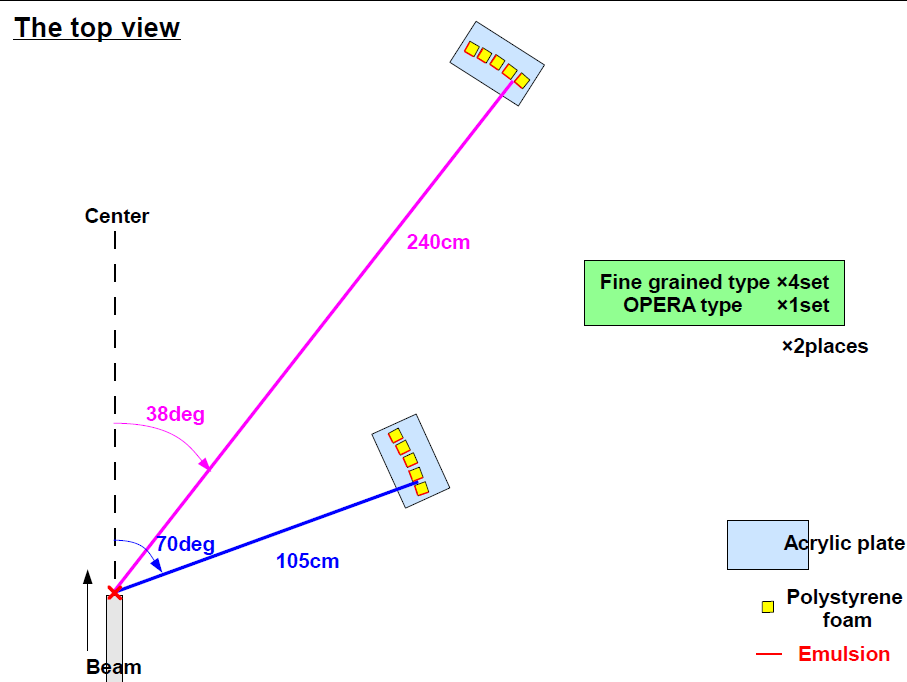 The top view
Center
240cm
Fine grained type ×4set
OPERA type ×1set
×2places
38deg
70deg
105cm
Acrylic plate
Polystyrene
foam
Emulsion
Beam